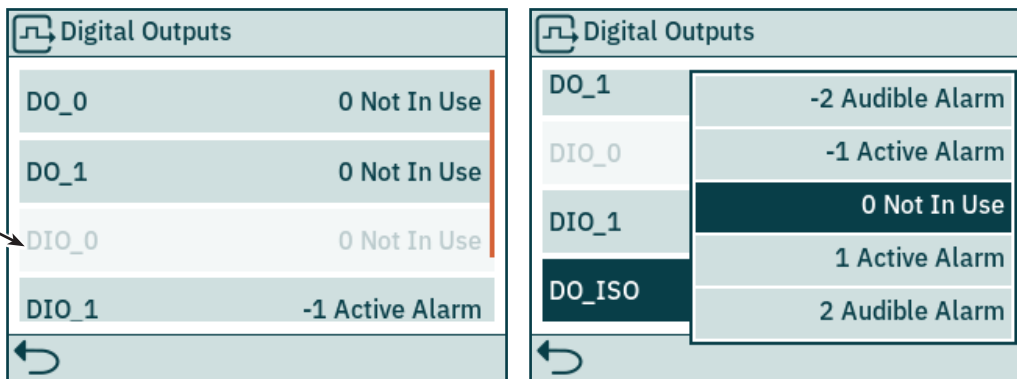 Digital Outputs
DO_0 0 Not In Use
DO_1 0 Not In Use
DIO_0 0 Not In Use
DIO_1 -1 Active Alarm
Digital Outputs
DO_1
DIO_0
DIO_1
DO_ISO
-2 Audible Alarm
-1 Active Alarm
0 Not In Use
1 Active Alarm
2 Audible Alarm